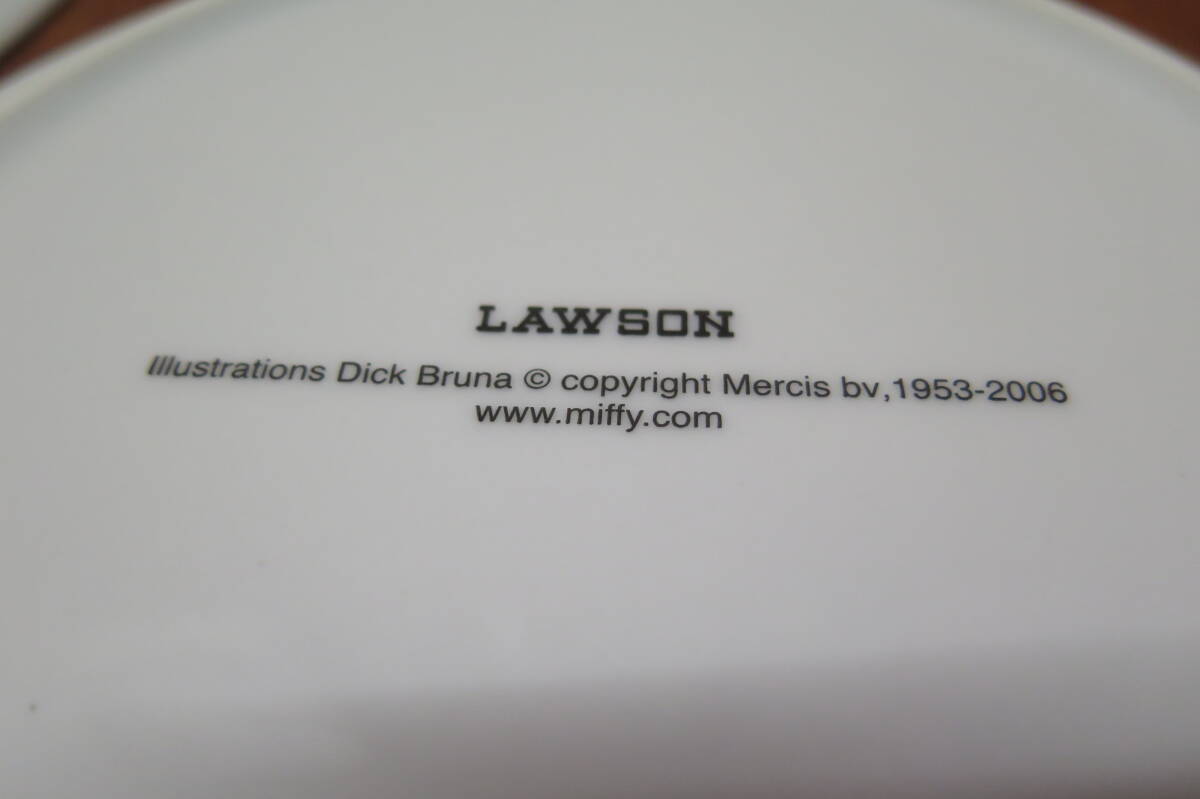 LAWSON
Illustrations Dick Bruna © copyright Mercis bv,1953-2006
www.miffy.com